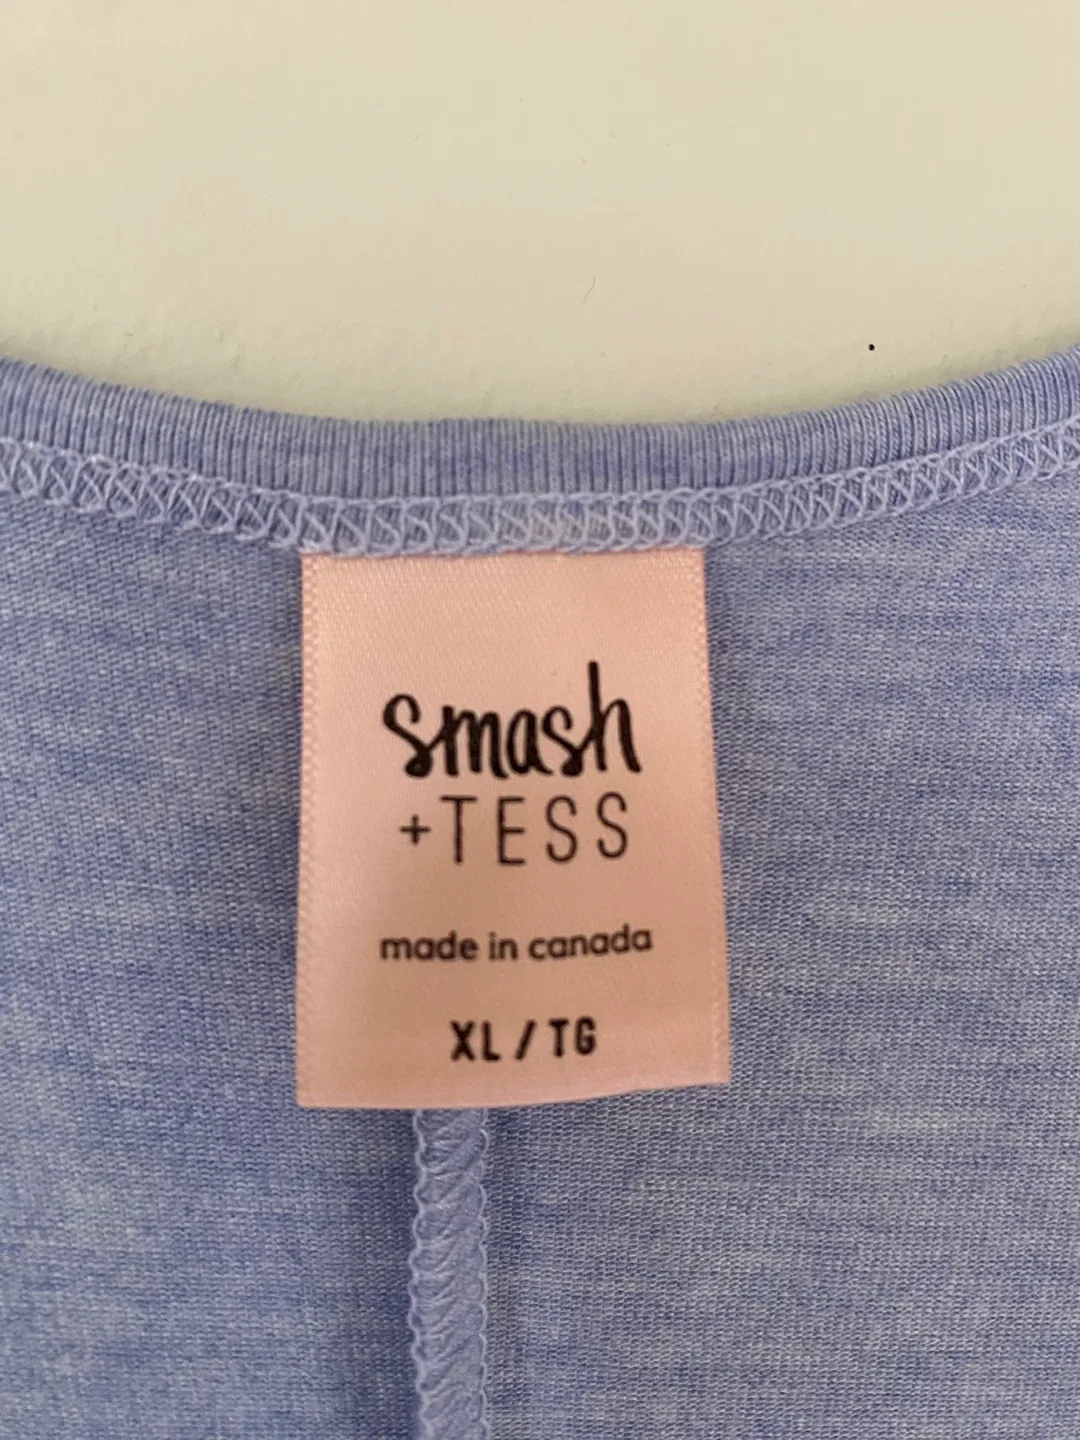 smash
+TESS
made in canada
XL / TG